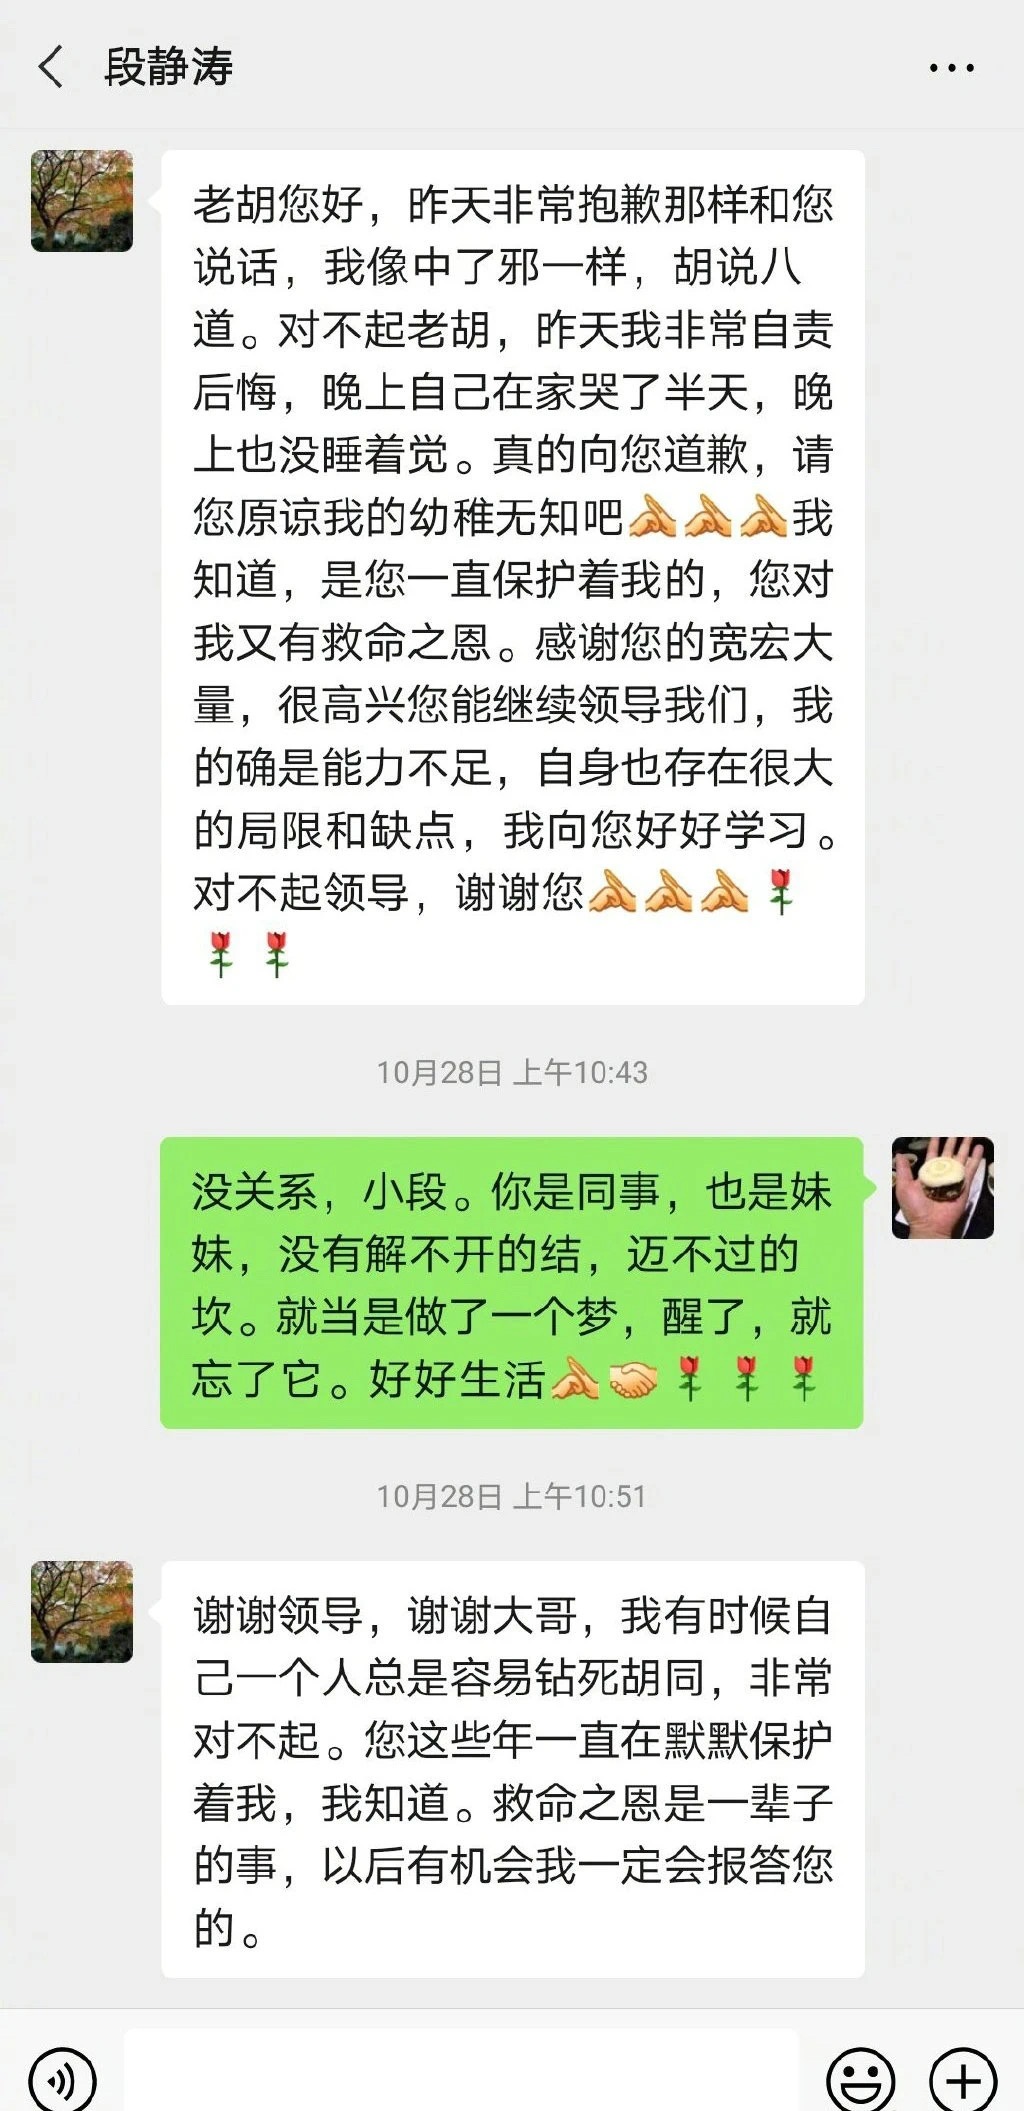 段静涛
老胡您好，昨天非常抱歉那样和您
说话，我像中了邪一样，胡说八
道。对不起老胡，昨天我非常自责
后悔，晚上自己在家哭了半天，晚
上也没睡着觉。真的向您道歉，请
您原谅我的幼稚无知吧🙏🙏🙏我
知道，是您一直保护着我的，您对
我又有救命之恩。感谢您的宽宏大
量，很高兴您能继续领导我们，我
的确是能力不足，自身也存在很大
的局限和缺点，我向您好好学习。
对不起领导，谢谢您🙏🙏🙏🌹
🌹🌹
10月28日 上午10:43
没关系，小段。你是同事，也是妹
妹，没有解不开的结，迈不过的
坎。就当是做了一个梦，醒了，就
忘了它。好好生活🙏🤝🌹🌹🌹
10月28日 上午10:51
谢谢领导，谢谢大哥，我有时候自
己一个人总是容易钻死胡同，非常
对不起。您这些年一直在默默保护
着我，我知道。救命之恩是一辈子
的事，以后有机会我一定会报答您
的。